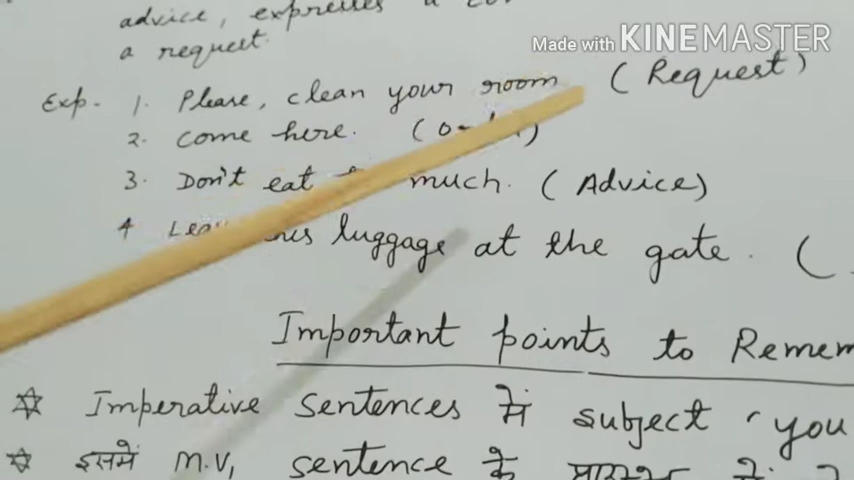 advice, expresses a
Made with KINEMASTER
a request.
Exp. 1. Please, clean your room (Request)
2. Come here.
3. Don't eat much. (Advice)
4 luggage at the gate. (
Important points to
☆ Imperative sentences में subject 'you
☆ इसमें M.V, sentence के